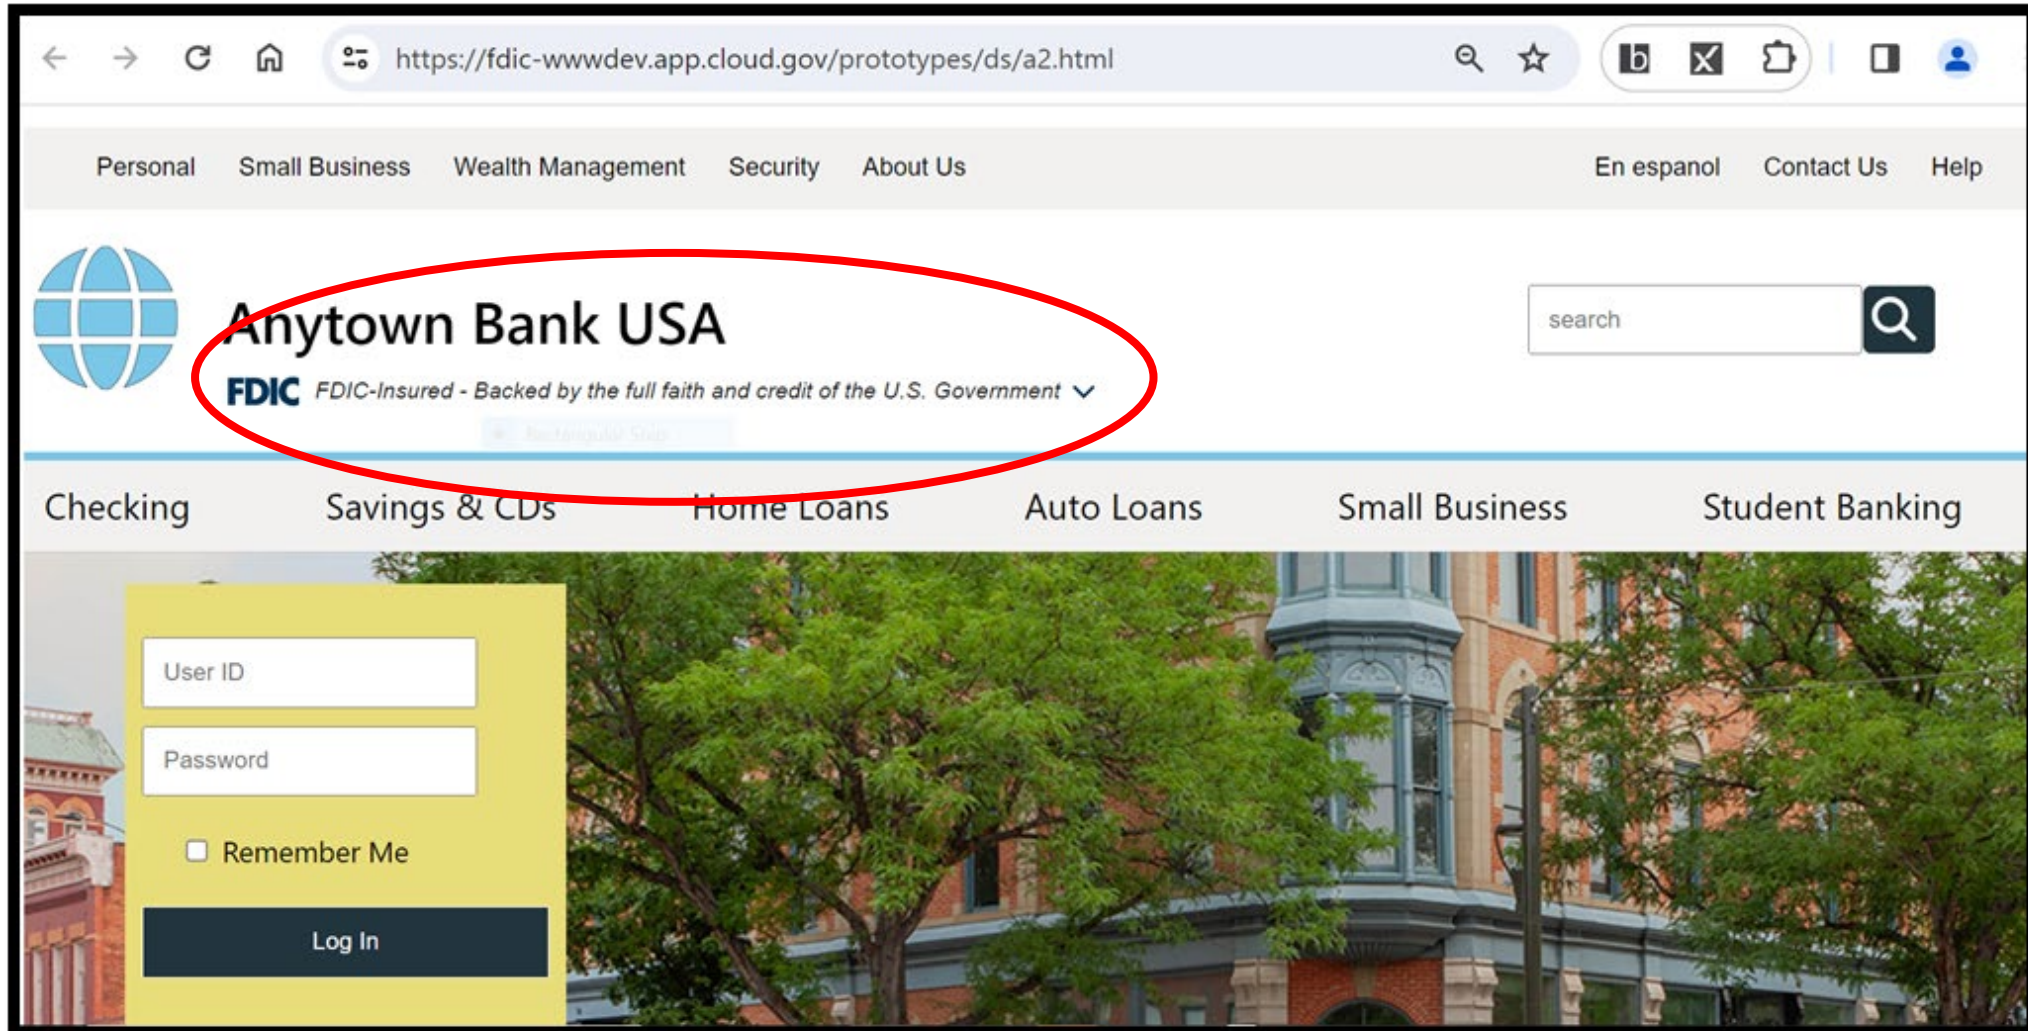 https://fdic-wwwdev.app.cloud.gov/prototypes/ds/a2.html
Personal Small Business Wealth Management Security About Us En espanol Contact Us Help
Anytown Bank USA
search
FDIC FDIC-Insured - Backed by the full faith and credit of the U.S. Government
Rectangular Snip
Checking Savings & CDs Home Loans Auto Loans Small Business Student Banking
User ID
Password
Remember Me
Log In